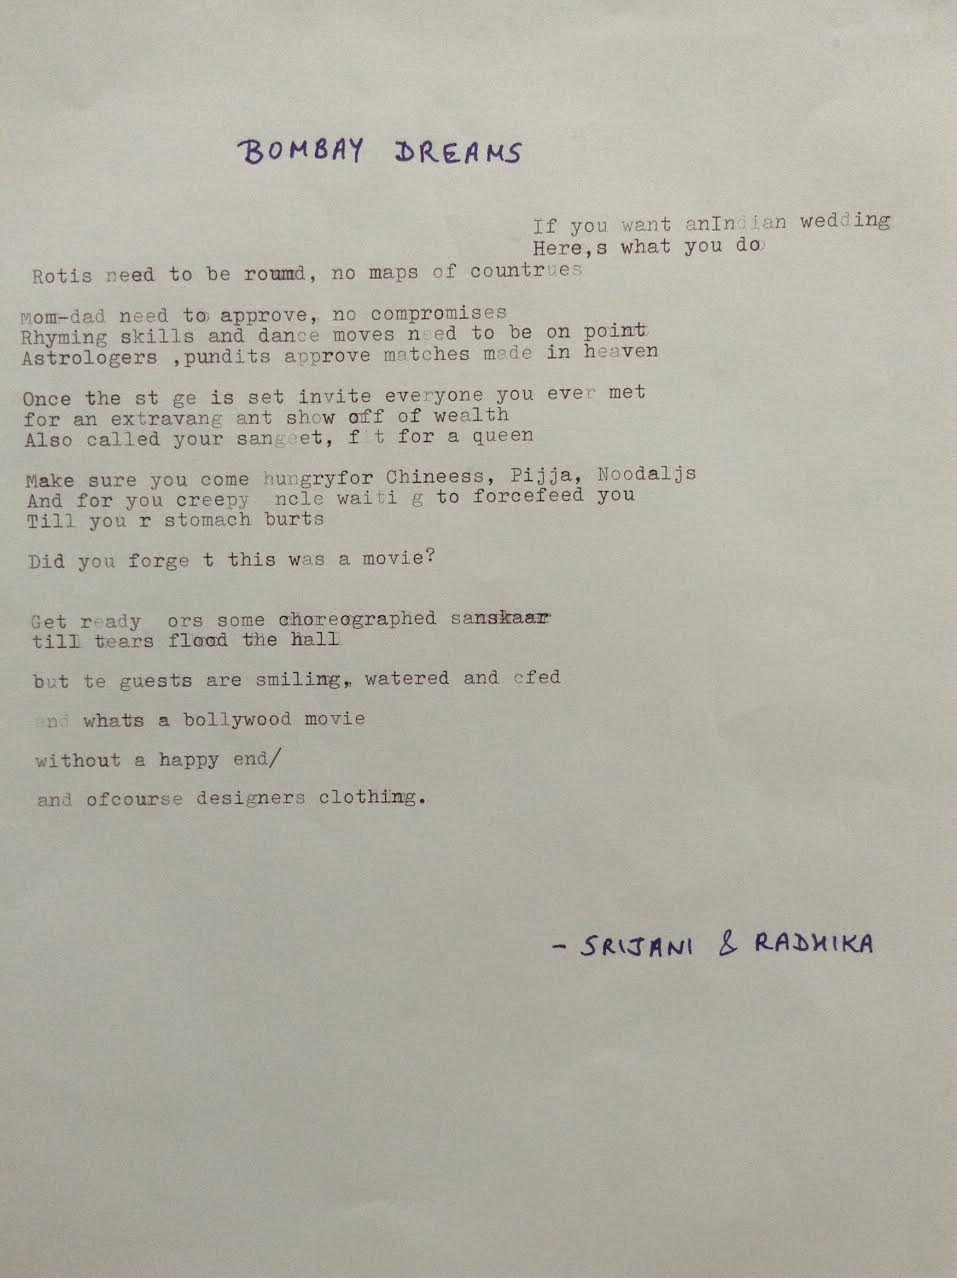 BOMBAY DREAMS
If you want anIndian wedding
Here,s what you do
Rotis need to be roumd, no maps of countrues
Mom-dad need to approve, no compromises
Rhyming skills and dance moves need to be on point
Astrologers ,pundits approve matches made in heaven
Once the st ge is set invite everyone you ever met
for an extravang ant show off of wealth
Also called your sangeet, fit for a queen
Make sure you come hungryfor Chineess, Pijja, Noodaljs
And for you creepy ncle waiti g to forcefeed you
Till you r stomach burts
Did you forge t this was a movie?
Get ready ors some choreographed sanskaar
till tears flood the hall
but te guests are smiling, watered and cfed
and whats a bollywood movie
without a happy end/
and ofcourse designers clothing.
- SRIJANI & RADHIKA